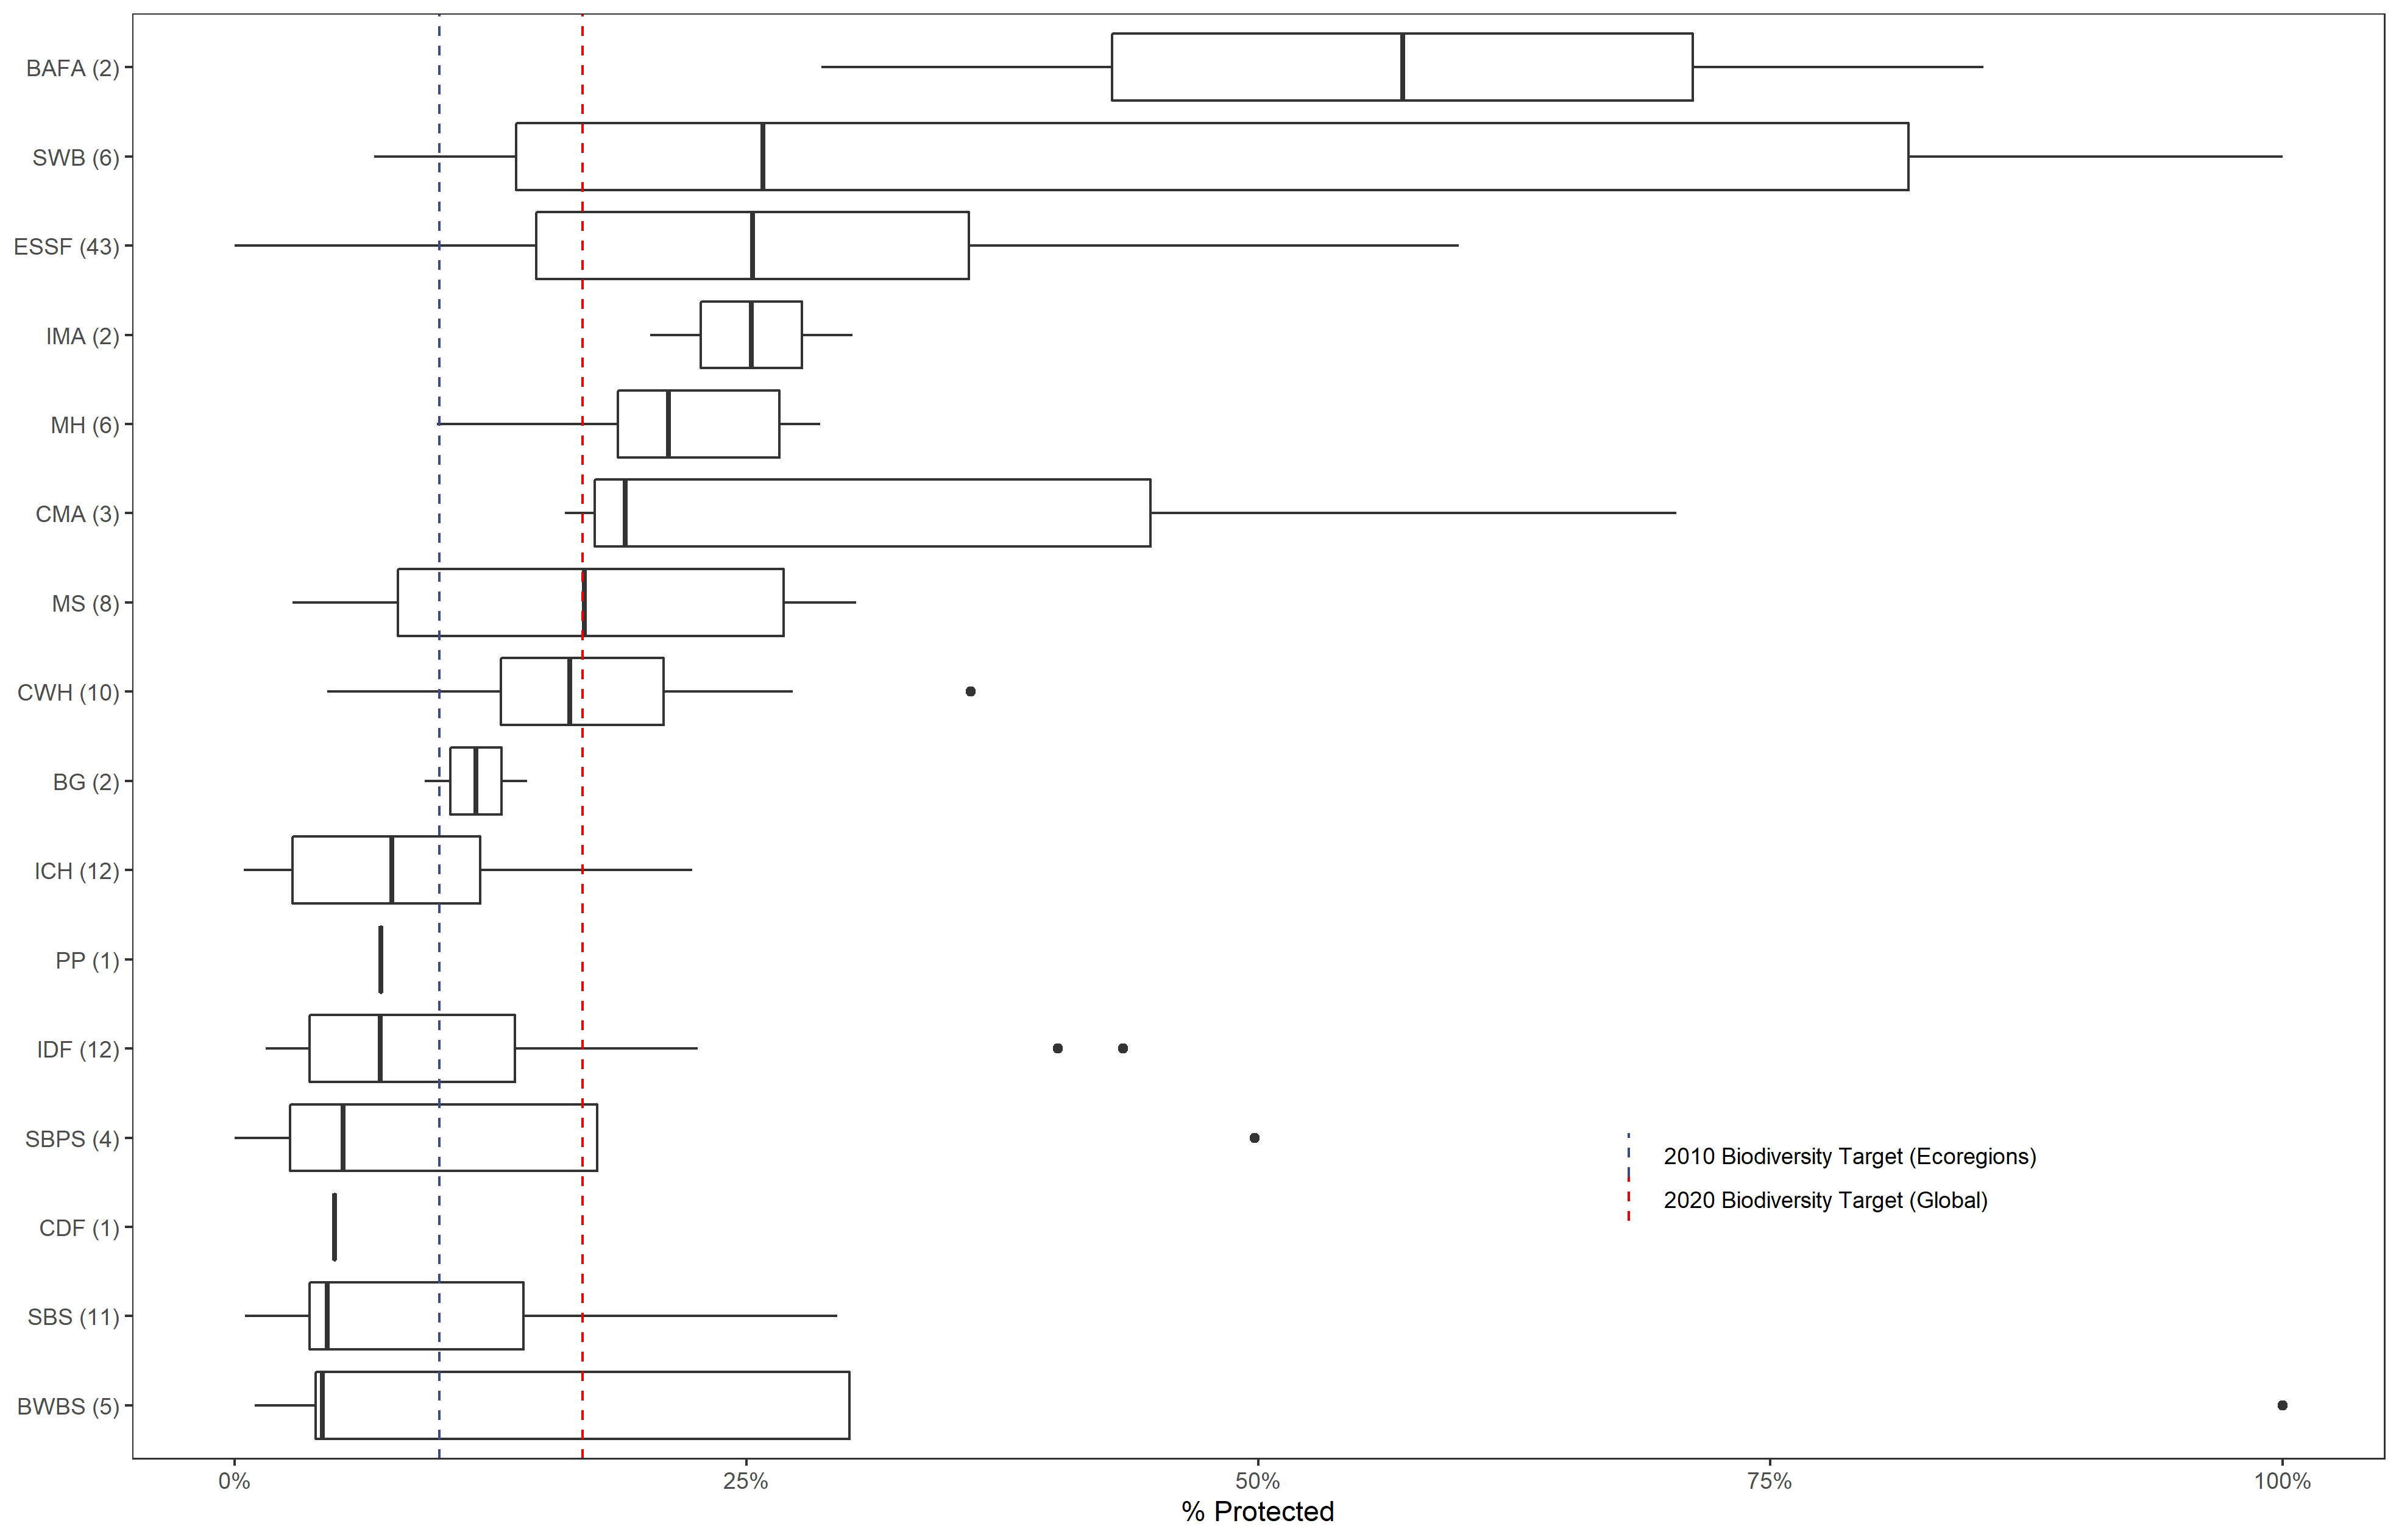 BAFA (2)
SWB (6)
ESSF (43)
IMA (2)
MH (6)
CMA (3)
MS (8)
CWH (10)
BG (2)
ICH (12)
PP (1)
IDF (12)
SBPS (4)
CDF (1)
SBS (11)
BWBS (5)
2010 Biodiversity Target (Ecoregions)
2020 Biodiversity Target (Global)
0% 25% 50% 75% 100%
% Protected